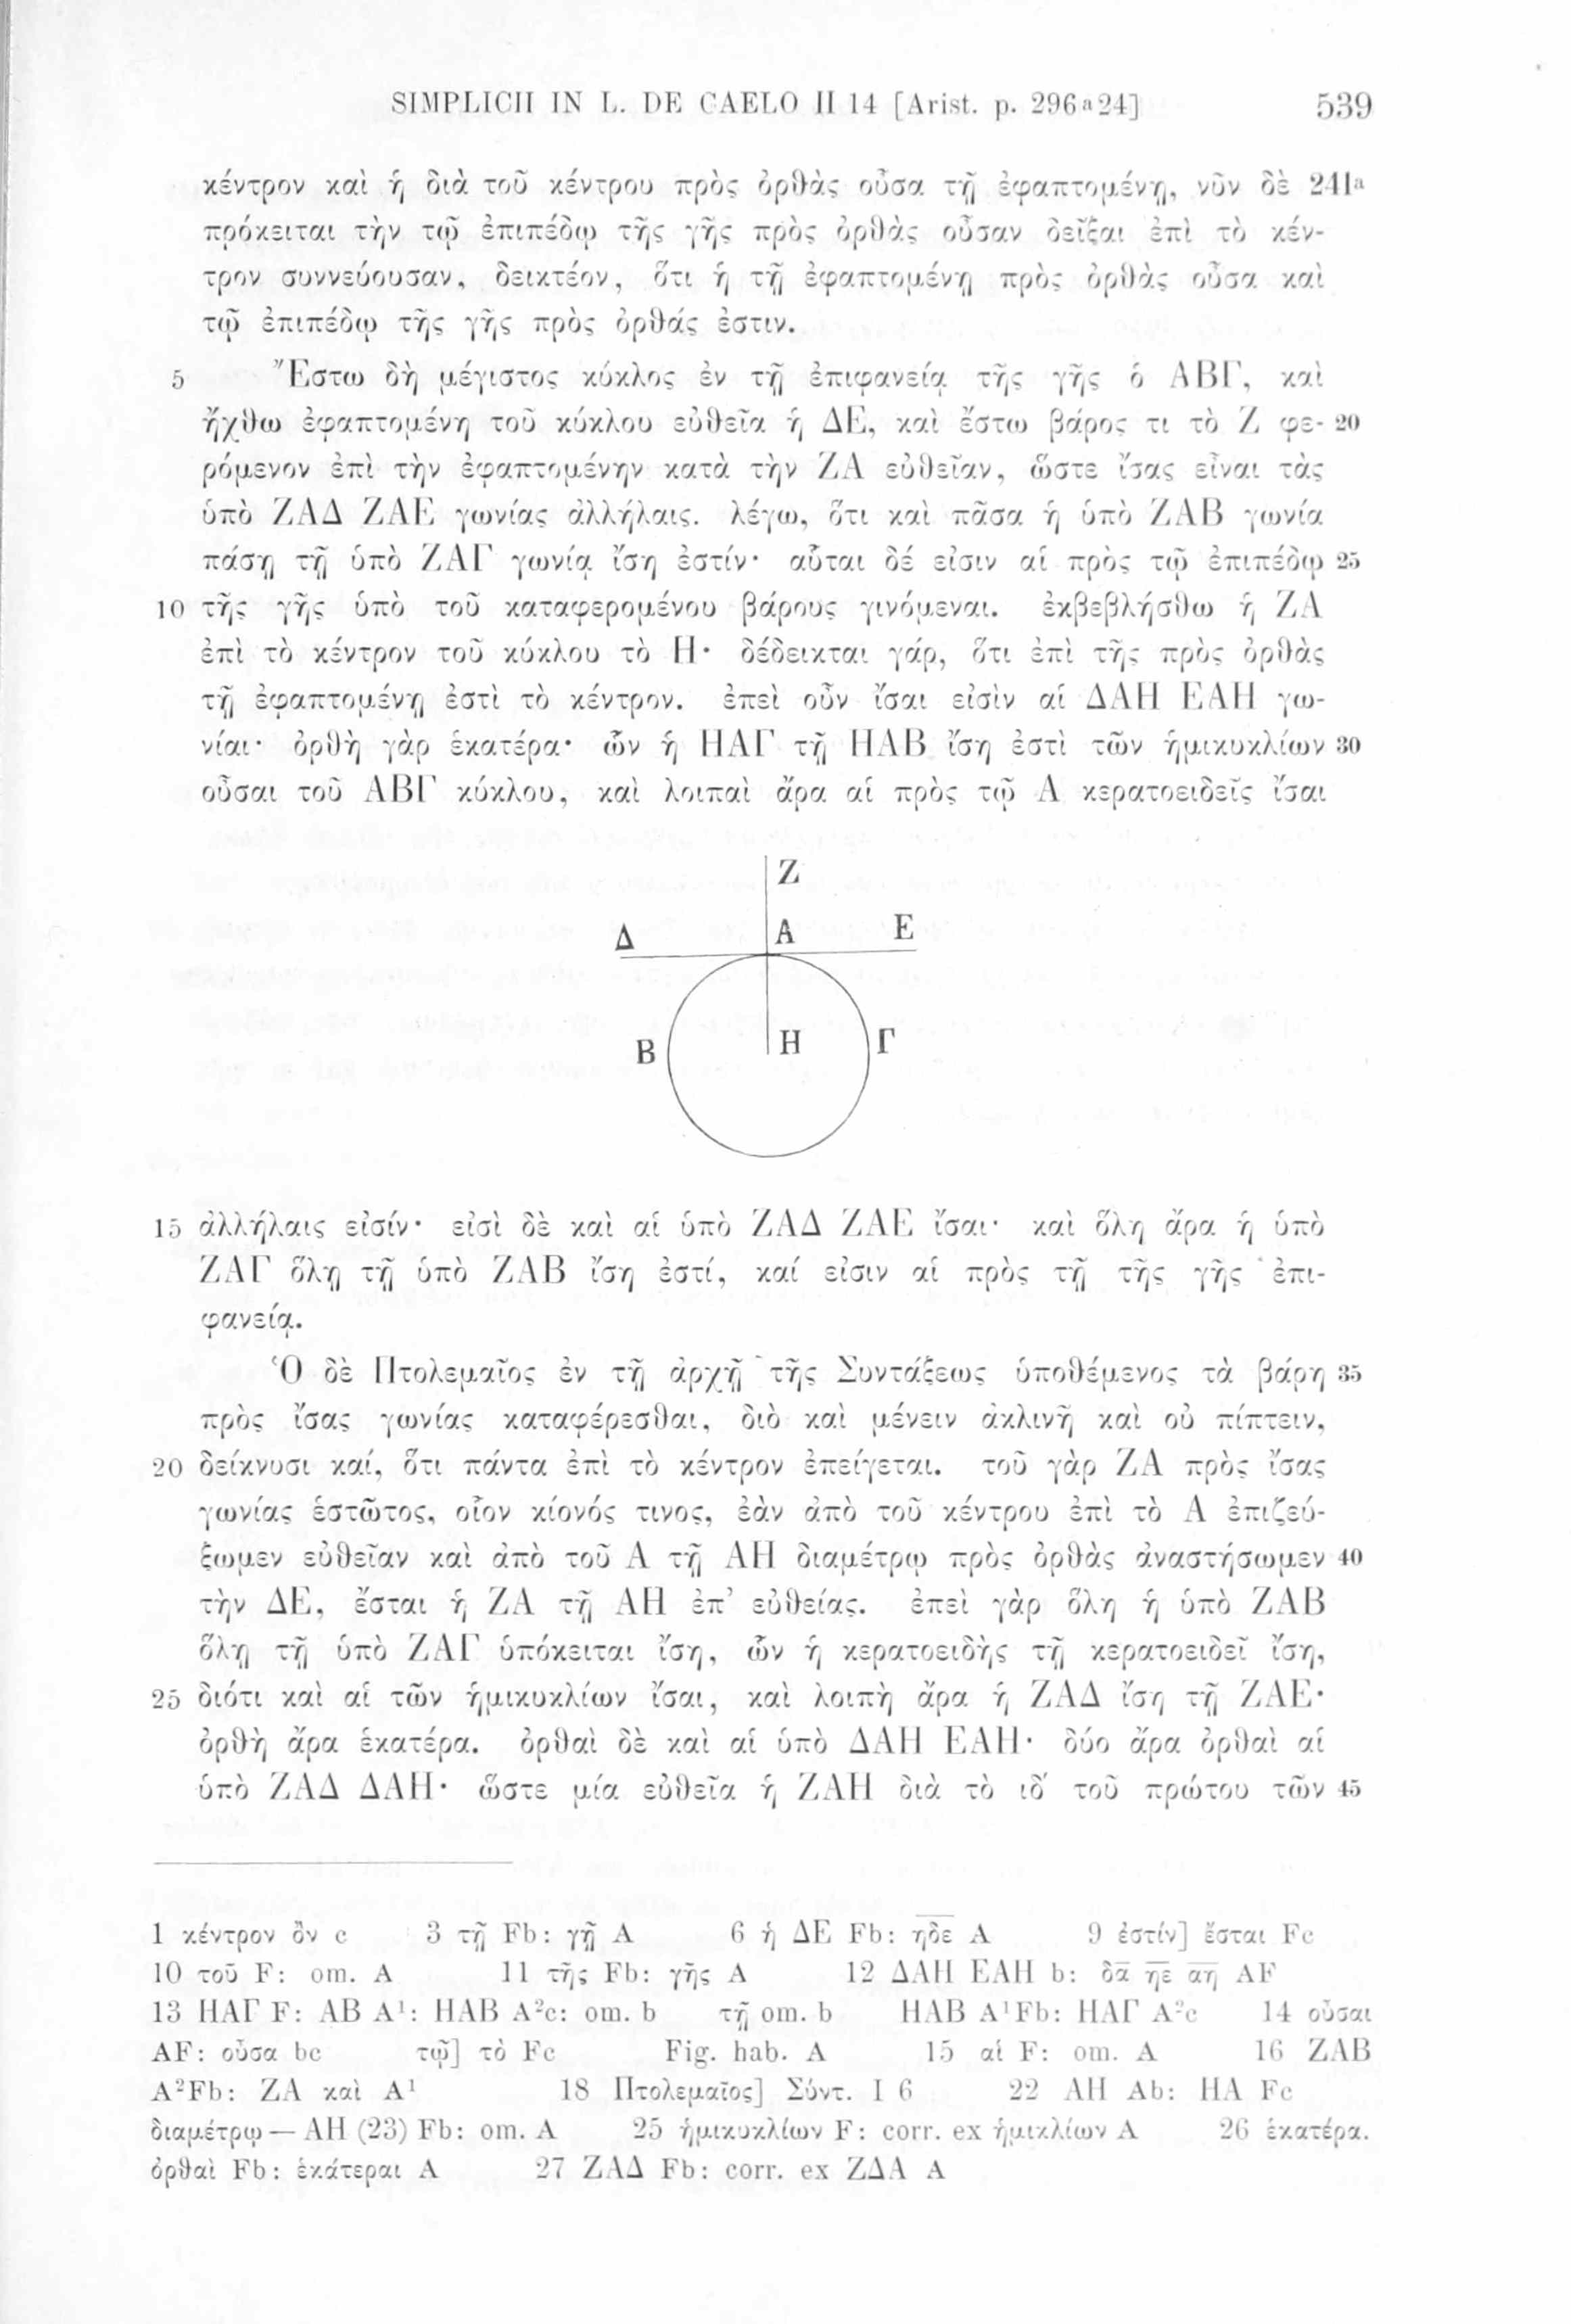 SIMPLICII IN L. DE CAELO II 14 [Arist. p. 296a24] 539
κέντρον καὶ ἡ διὰ τοῦ κέντρου πρὸς ὀρθὰς οὖσα τῇ ἐφαπτομένῃ, νῦν δὲ 241a
πρόκειται τὴν τῷ ἐπιπέδῳ τῆς γῆς πρὸς ὀρθὰς οὖσαν δεῖξαι ἐπὶ τὸ κέν-
τρον συννεύουσαν, δεικτέον, ὅτι ἡ τῇ ἐφαπτομένῃ πρὸς ὀρθὰς οὖσα καὶ
τῷ ἐπιπέδῳ τῆς γῆς πρὸς ὀρθάς ἐστιν.
5 Ἔστω δὴ μέγιστος κύκλος ἐν τῇ ἐπιφανείᾳ τῆς γῆς ὁ ΑΒΓ, καὶ
ἤχθω ἐφαπτομένη τοῦ κύκλου εὐθεῖα ἡ ΔΕ, καὶ ἔστω βάρος τι τὸ Ζ φε- 20
ρόμενον ἐπὶ τὴν ἐφαπτομένην κατὰ τὴν ΖΑ εὐθεῖαν, ὥστε ἴσας εἶναι τὰς
ὑπὸ ΖΑΔ ΖΑΕ γωνίας ἀλλήλαις. λέγω, ὅτι καὶ πᾶσα ἡ ὑπὸ ΖΑΒ γωνία
πάσῃ τῇ ὑπὸ ΖΑΓ γωνίᾳ ἴση ἐστίν· αὗται δέ εἰσιν αἱ πρὸς τῷ ἐπιπέδῳ 25
10 τῆς γῆς ὑπὸ τοῦ καταφερομένου βάρους γινόμεναι. ἐκβεβλήσθω ἡ ΖΑ
ἐπὶ τὸ κέντρον τοῦ κύκλου τὸ Η· δέδεικται γάρ, ὅτι ἐπὶ τῆς πρὸς ὀρθὰς
τῇ ἐφαπτομένῃ ἐστὶ τὸ κέντρον. ἐπεὶ οὖν ἴσαι εἰσὶν αἱ ΔΑΗ ΕΑΗ γω-
νίαι· ὀρθὴ γὰρ ἑκατέρα· ὧν ἡ ΗΑΓ τῇ ΗΑΒ ἴση ἐστὶ τῶν ἡμικυκλίων 30
οὖσαι τοῦ ΑΒΓ κύκλου, καὶ λοιπαὶ ἄρα αἱ πρὸς τῷ Α κερατοειδεῖς ἴσαι
Ζ
Δ Α Ε
Β Η Γ
15 ἀλλήλαις εἰσίν· εἰσὶ δὲ καὶ αἱ ὑπὸ ΖΑΔ ΖΑΕ ἴσαι· καὶ ὅλη ἄρα ἡ ὑπὸ
ΖΑΓ ὅλῃ τῇ ὑπὸ ΖΑΒ ἴση ἐστί, καί εἰσιν αἱ πρὸς τῇ τῆς γῆς ἐπι-
φανείᾳ.
Ὁ δὲ Πτολεμαῖος ἐν τῇ ἀρχῇ τῆς Συντάξεως ὑποθέμενος τὰ βάρη 35
πρὸς ἴσας γωνίας καταφέρεσθαι, διὸ καὶ μένειν ἀκλινῆ καὶ οὐ πίπτειν,
20 δείκνυσι καί, ὅτι πάντα ἐπὶ τὸ κέντρον ἐπείγεται. τοῦ γὰρ ΖΑ πρὸς ἴσας
γωνίας ἑστῶτος, οἷον κίονός τινος, ἐὰν ἀπὸ τοῦ κέντρου ἐπὶ τὸ Α ἐπιζεύ-
ξωμεν εὐθεῖαν καὶ ἀπὸ τοῦ Α τῇ ΑΗ διαμέτρῳ πρὸς ὀρθὰς ἀναστήσωμεν 40
τὴν ΔΕ, ἔσται ἡ ΖΑ τῇ ΑΗ ἐπ’ εὐθείας. ἐπεὶ γὰρ ὅλη ἡ ὑπὸ ΖΑΒ
ὅλῃ τῇ ὑπὸ ΖΑΓ ὑπόκειται ἴση, ὧν ἡ κερατοειδὴς τῇ κερατοειδεῖ ἴση,
25 διότι καὶ αἱ τῶν ἡμικυκλίων ἴσαι, καὶ λοιπὴ ἄρα ἡ ΖΑΔ ἴση τῇ ΖΑΕ·
ὀρθὴ ἄρα ἑκατέρα. ὀρθαὶ δὲ καὶ αἱ ὑπὸ ΔΑΗ ΕΑΗ· δύο ἄρα ὀρθαὶ αἱ
ὑπὸ ΖΑΔ ΔΑΗ· ὥστε μία εὐθεῖα ἡ ΖΑΗ διὰ τὸ ιδ΄ τοῦ πρώτου τῶν 45
1 κέντρον ὂν c 3 τῇ Fb: γῇ A 6 ἡ ΔΕ Fb: ηδε A 9 ἐστίν] ἔσται Fc
10 τοῦ F: om. A 11 τῆς Fb: γῆς A 12 ΔΑΗ ΕΑΗ b: δα ηε αη AF
13 ΗΑΓ F: ΑΒ A¹: ΗΑΒ A²c: om. b τῇ om. b ΗΑΒ A¹Fb: ΗΑΓ A²c 14 οὖσαι
AF: οὖσα bc τῷ] τὸ Fc Fig. hab. A 15 αἱ F: om. A 16 ΖΑΒ
A²Fb: ΖΑ καὶ A¹ 18 Πτολεμαῖος] Σύντ. I 6 22 ΑΗ Ab: ΗΑ Fc
διαμέτρῳ — ΑΗ (23) Fb: om. A 25 ἡμικυκλίων F: corr. ex ἡμικλίων A 26 ἑκατέρα.
ὀρθαὶ Fb: ἑκάτεραι A 27 ΖΑΔ Fb: corr. ex ΖΔΑ A